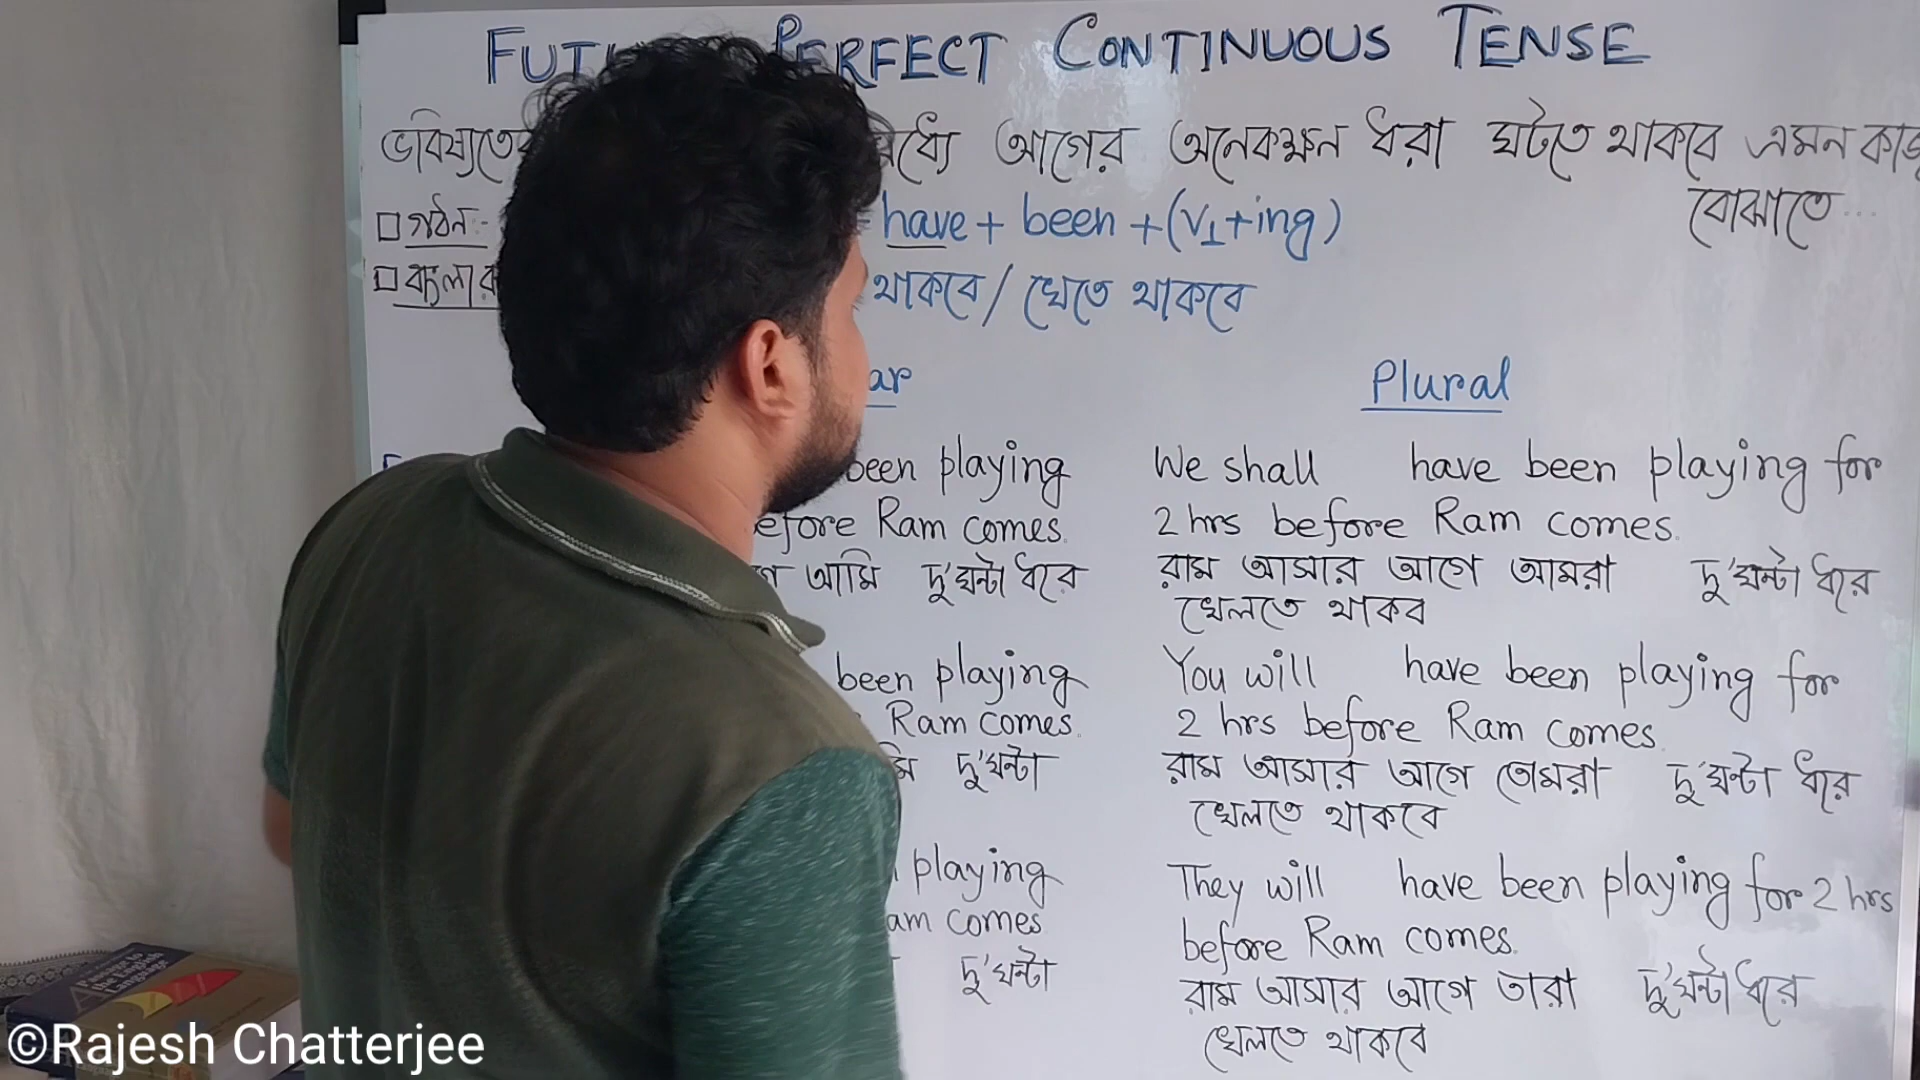 FUTU PERFECT CONTINUOUS TENSE
ভবিষ্যতের মধ্যে আগের অনেকক্ষন ধরা ঘটতে থাকবে এমন কাজ
বোঝাতে...
□ গঠন:- have + been + (V1+ing)
□ থাকবে / খেতে থাকবে
ar
been playing
efore Ram comes.
আমি দু'ঘন্টা ধরে
been playing
Ram comes.
মি দু'ঘন্টা
playing
am comes
দু'ঘন্টা
Plural
We shall have been playing for
2 hrs before Ram comes.
রাম আসার আগে আমরা দু'ঘন্টা ধরে
খেলতে থাকব
You will have been playing for
2 hrs before Ram comes.
রাম আসার আগে তোমরা দু'ঘন্টা ধরে
খেলতে থাকবে
They will have been playing for 2 hrs
before Ram comes.
রাম আসার আগে তারা দু'ঘন্টা ধরে
খেলতে থাকবে
©Rajesh Chatterjee